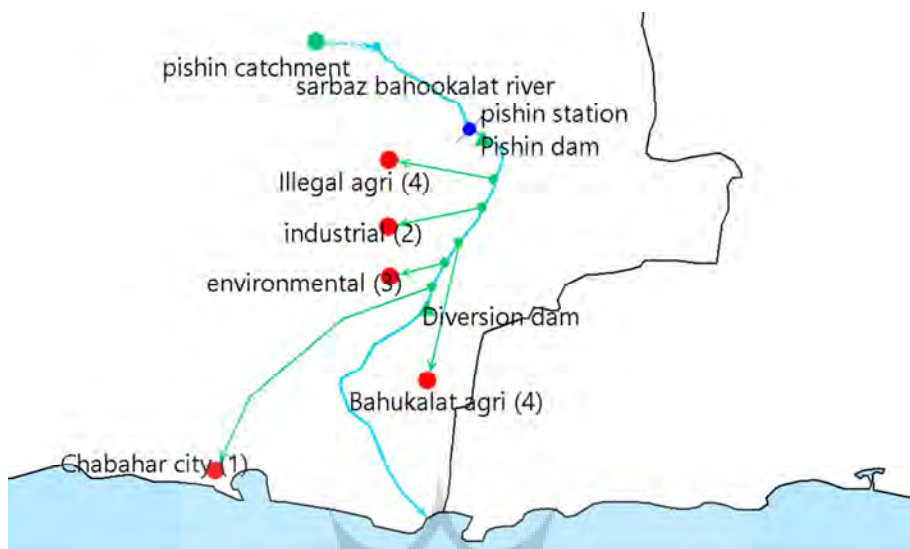 pishin catchment
sarbaz bahookalat river
pishin station
Pishin dam
Illegal agri (4)
industrial (2)
environmental (3)
Diversion dam
Bahukalat agri (4)
Chabahar city (1)